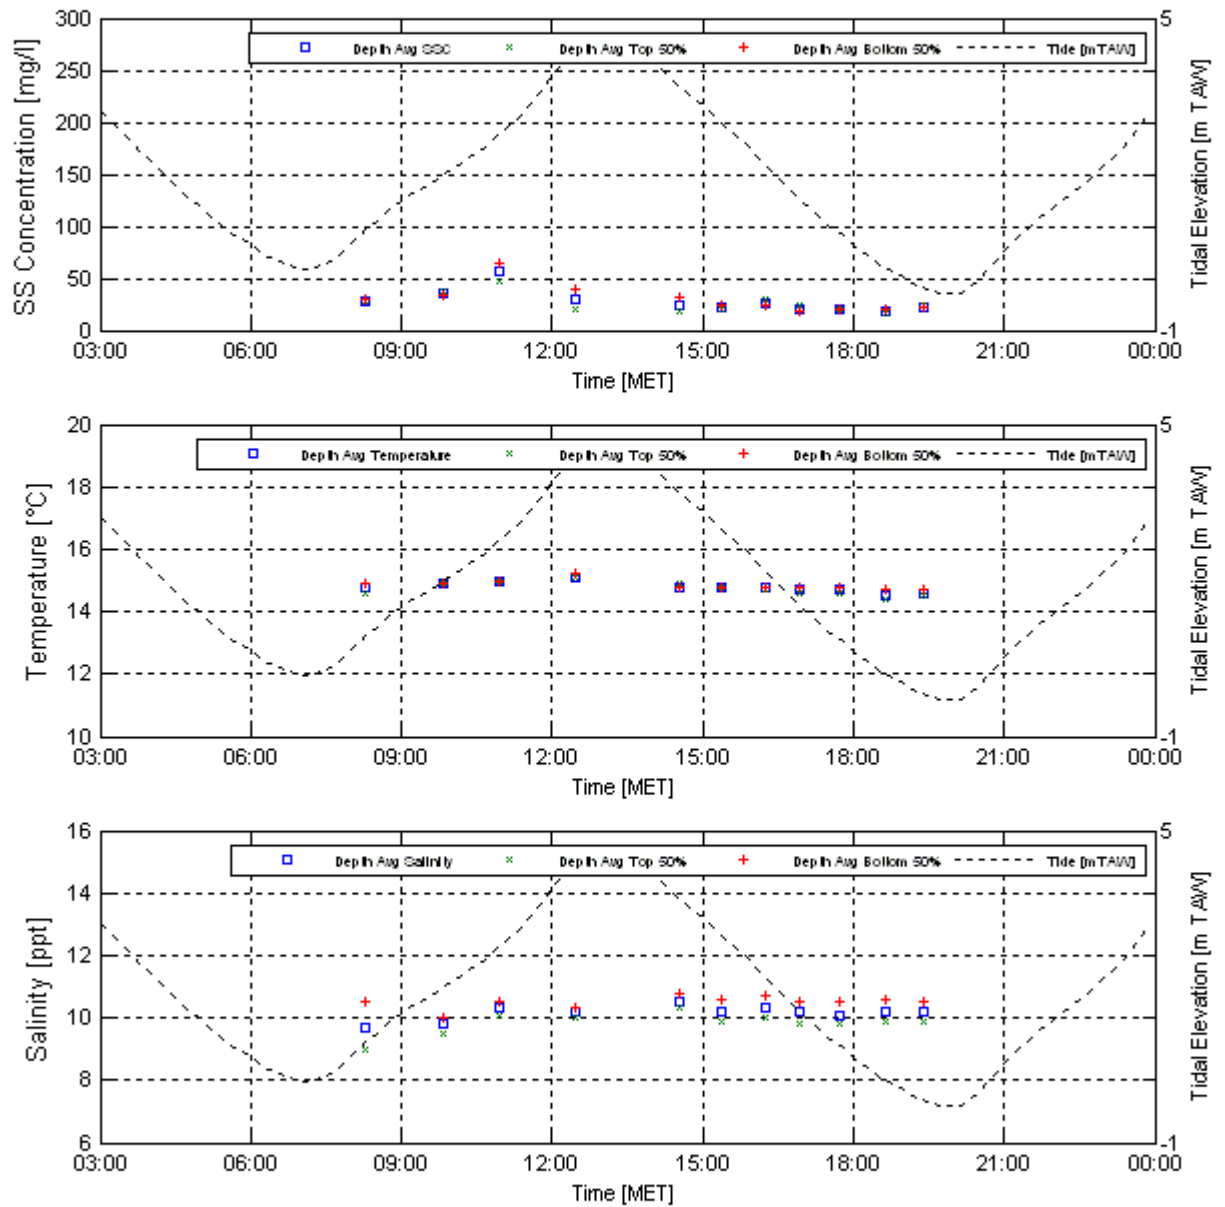 300
250
200
150
100
50
0
SS Concentration [mg/l]
Depth Avg SSC Depth Avg Top 50% Depth Avg Bottom 50% Tide [mTAW]
5
-1
Tidal Elevation [m TAW]
03:00 06:00 09:00 12:00 15:00 18:00 21:00 00:00
Time [MET]
20
18
16
14
12
10
Temperature [°C]
Depth Avg Temperature Depth Avg Top 50% Depth Avg Bottom 50% Tide [mTAW]
5
-1
Tidal Elevation [m TAW]
03:00 06:00 09:00 12:00 15:00 18:00 21:00 00:00
Time [MET]
16
14
12
10
8
6
Salinity [ppt]
Depth Avg Salinity Depth Avg Top 50% Depth Avg Bottom 50% Tide [mTAW]
5
-1
Tidal Elevation [m TAW]
03:00 06:00 09:00 12:00 15:00 18:00 21:00 00:00
Time [MET]